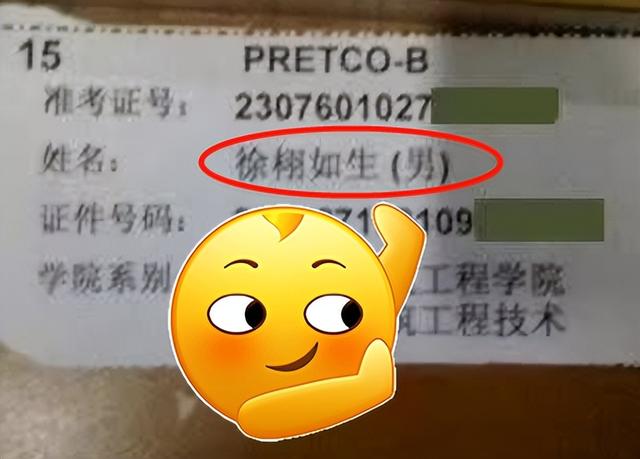 15 PRETCO-B
准考证号: 2307601027
姓名: 徐栩如生 (男)
证件号码: 109
学院系别 工程学院
工程技术